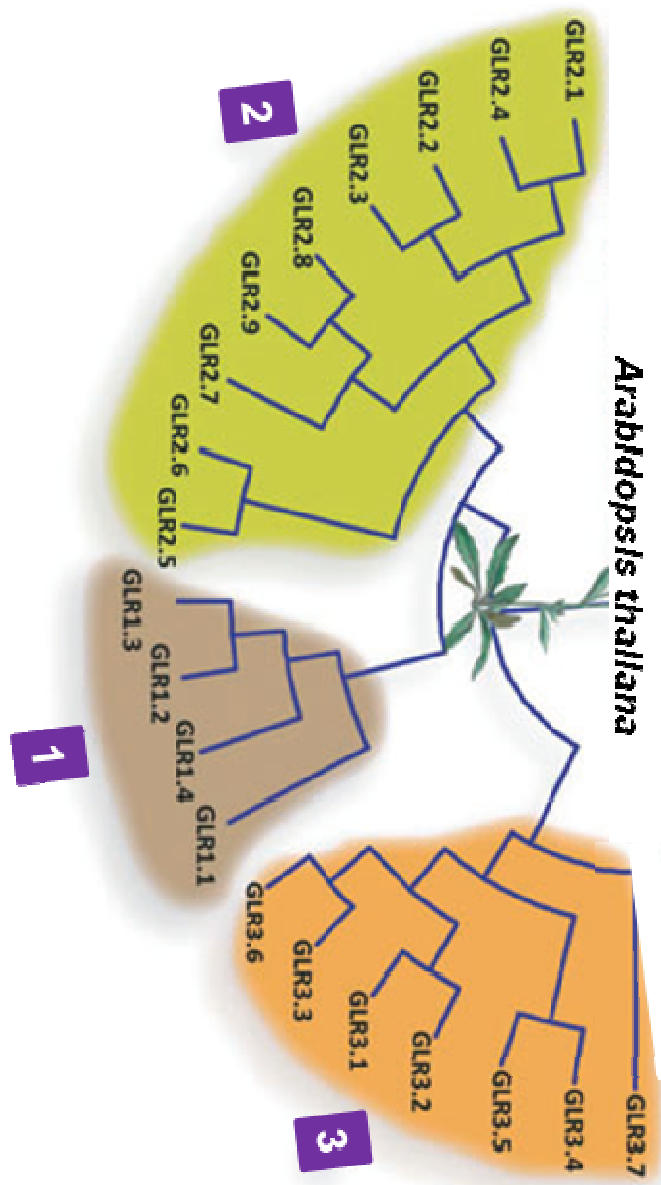 Arabidopsis thaliana
GLR2.1
GLR2.4
GLR2.2
GLR2.3
GLR2.8
GLR2.9
GLR2.7
GLR2.6
GLR2.5
2
GLR1.3
GLR1.2
GLR1.4
GLR1.1
1
GLR3.6
GLR3.3
GLR3.1
GLR3.2
GLR3.5
GLR3.4
GLR3.7
3